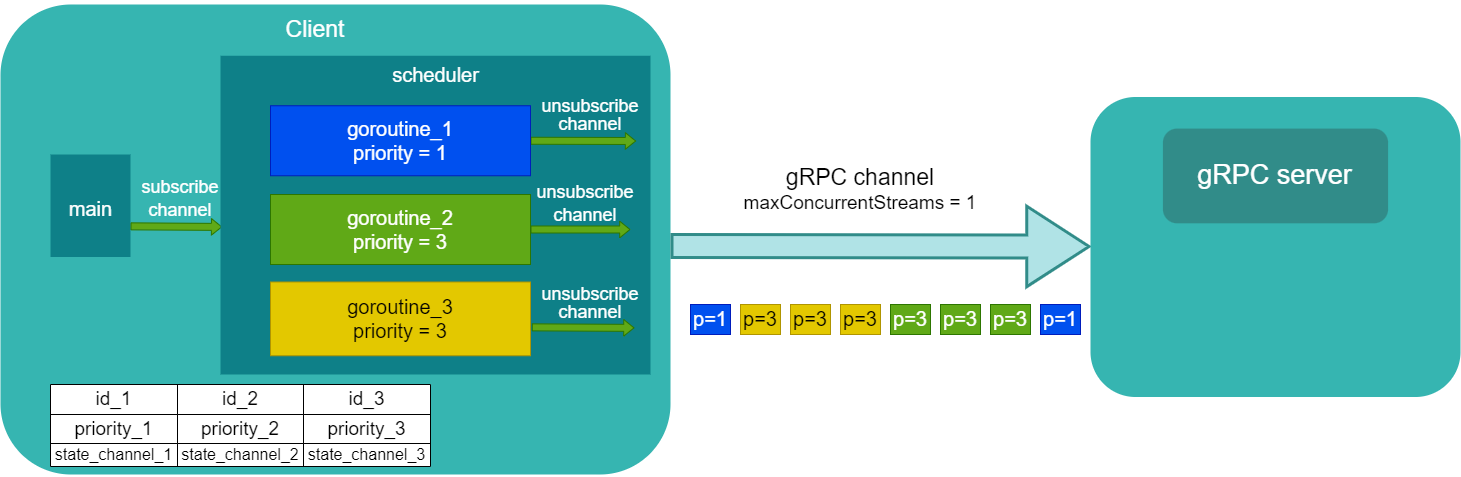 Client
scheduler
main
subscribe
channel
goroutine_1
priority = 1
unsubscribe
channel
goroutine_2
priority = 3
unsubscribe
channel
goroutine_3
priority = 3
unsubscribe
channel
id_1 id_2 id_3
priority_1 priority_2 priority_3
state_channel_1 state_channel_2 state_channel_3
gRPC channel
maxConcurrentStreams = 1
p=1 p=3 p=3 p=3 p=3 p=3 p=3 p=1
gRPC server